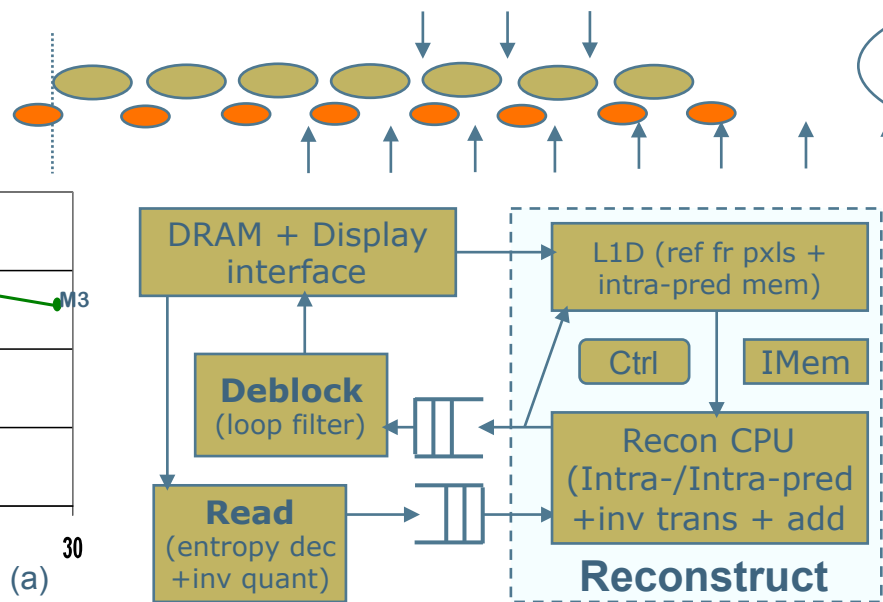 DRAM + Display
interface
L1D (ref fr pxls +
intra-pred mem)
M3
Ctrl
IMem
Deblock
(loop filter)
Recon CPU
(Intra-/Intra-pred
+inv trans + add
Read
(entropy dec
+inv quant)
Reconstruct
30
(a)